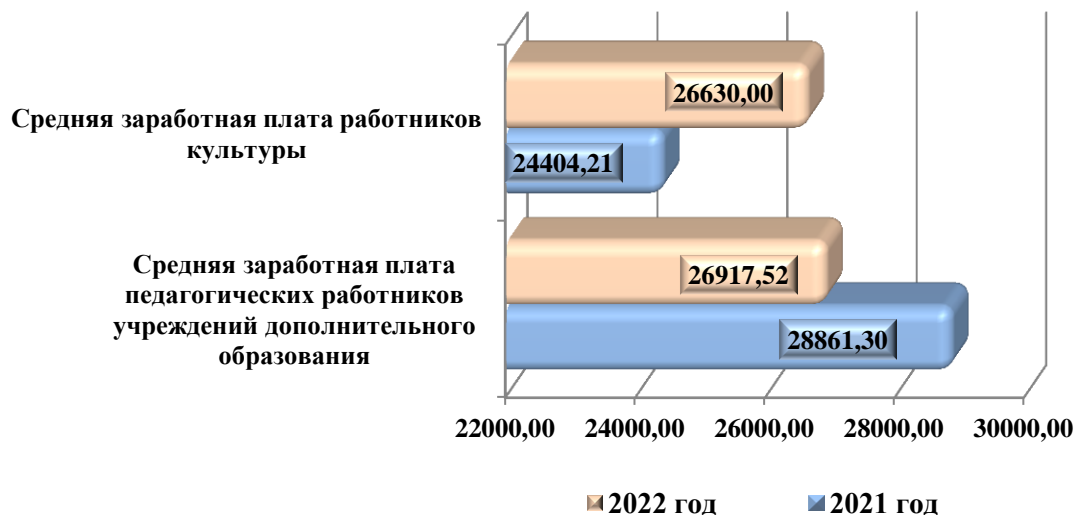 26630,00
Средняя заработная плата работников
культуры
24404,21
Средняя заработная плата
педагогических работников
учреждений дополнительного
образования
26917,52
28861,30
22000,00 24000,00 26000,00 28000,00 30000,00
2022 год 2021 год